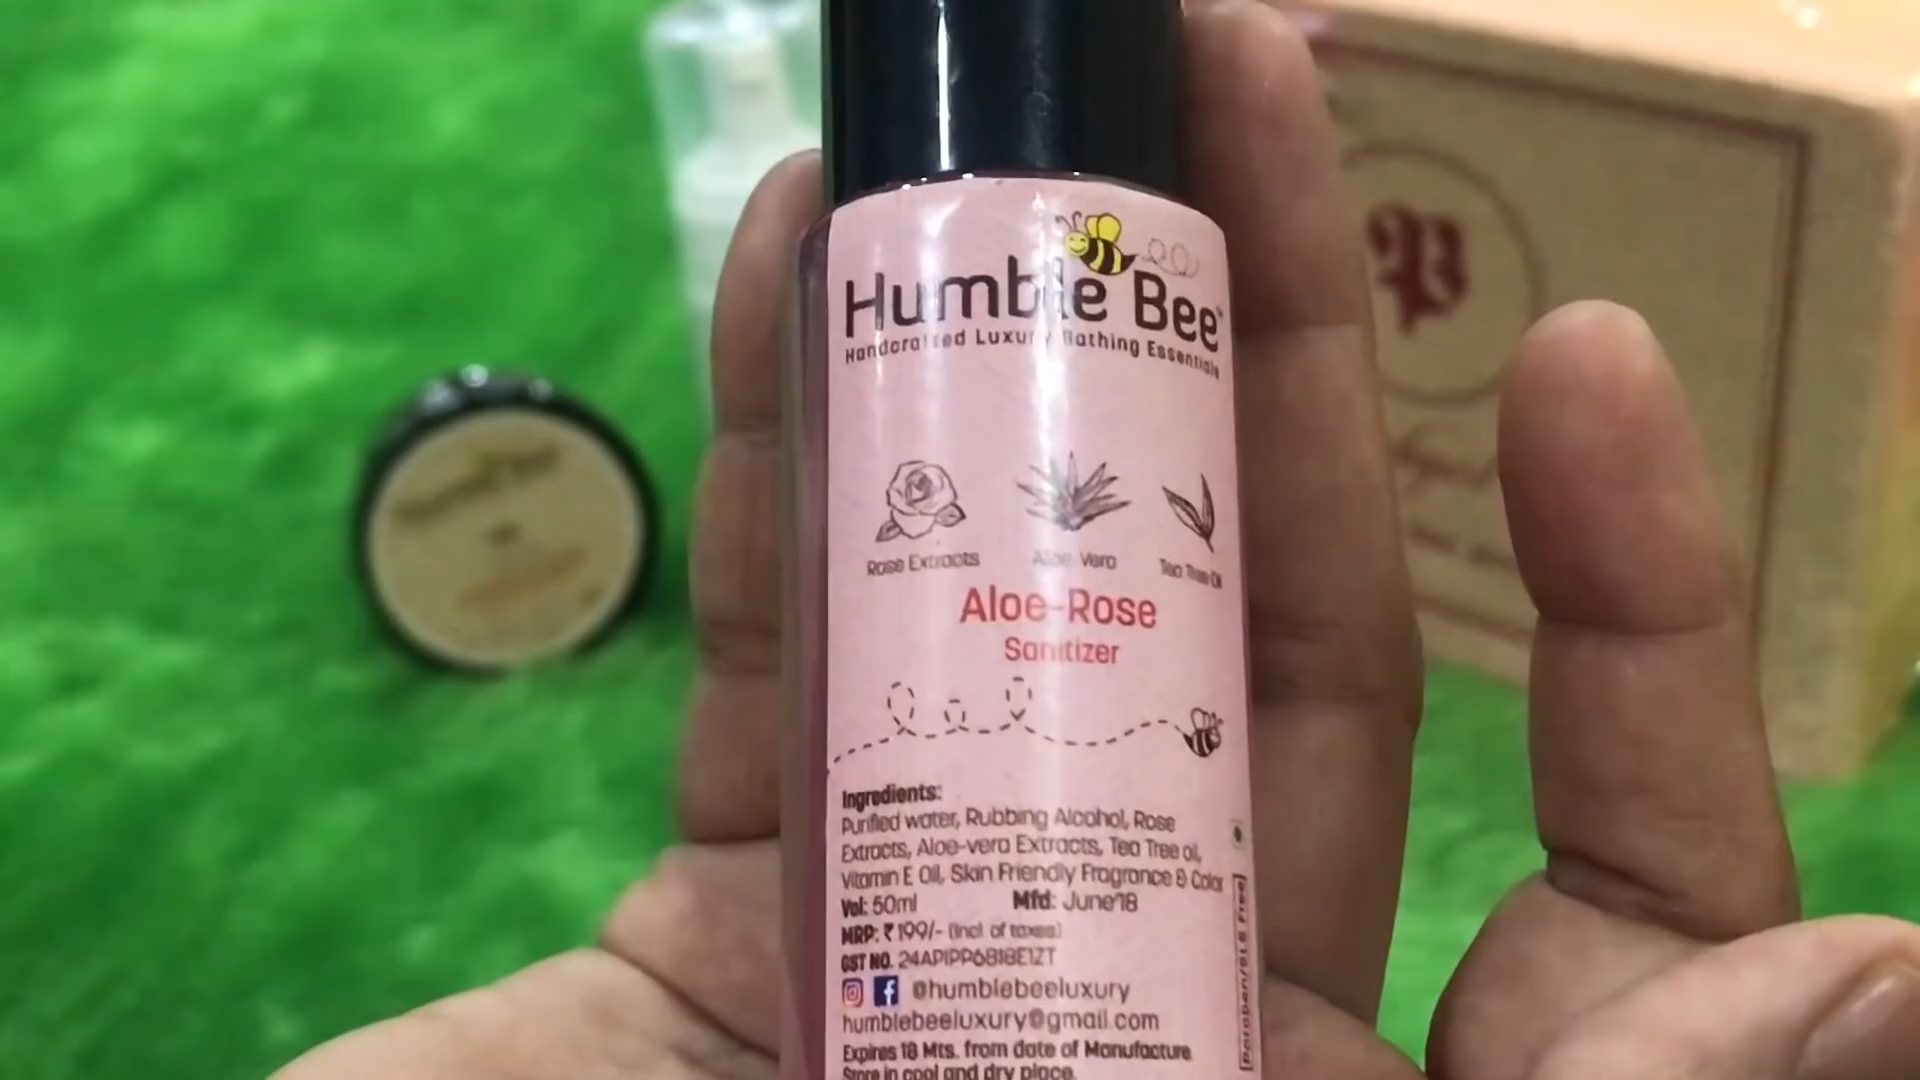 Humble Bee
Handcrafted Luxury Bathing Essentials
Rose Extracts
Aloe Vera
Tea Tree Oil
Aloe-Rose
Sanitizer
Ingredients:
Purified water, Rubbing Alcohol, Rose
Extracts, Aloe-vera Extracts, Tea Tree oil,
Vitamin E Oil, Skin Friendly Fragrance & Color
Vol: 50ml Mfd: June'18
MRP: ₹ 199/- (Incl. of taxes)
GST NO. 24APIPP6818E1ZT
@humblebeeluxury
humblebeeluxury@gmail.com
Expires 18 Mts. from date of Manufacture
Store in cool and dry place.
Paraben/SLS Free